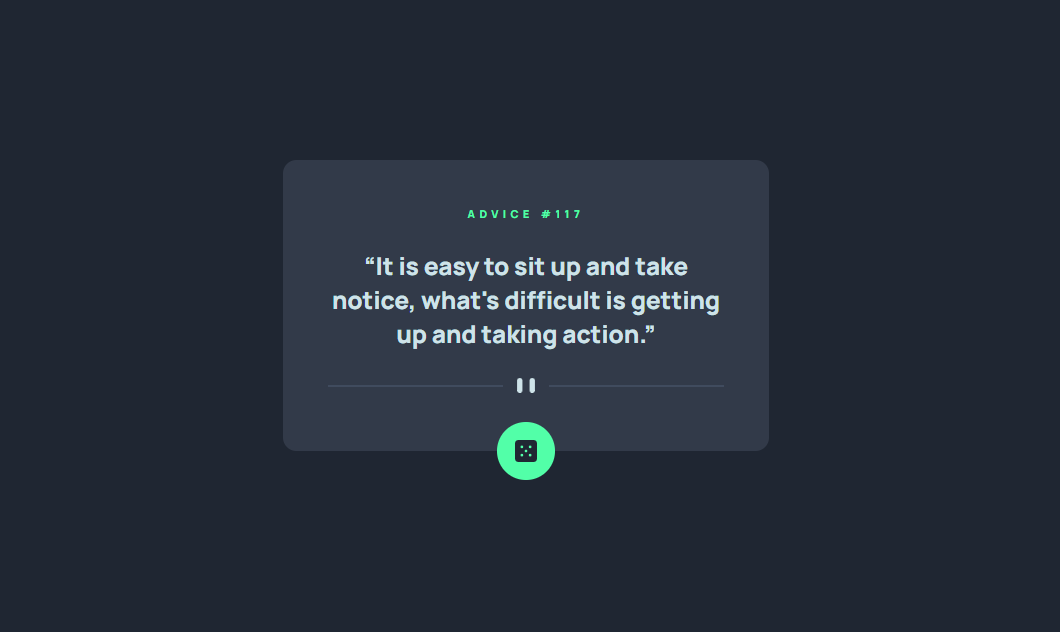 ADVICE #117
“It is easy to sit up and take
notice, what's difficult is getting
up and taking action.”